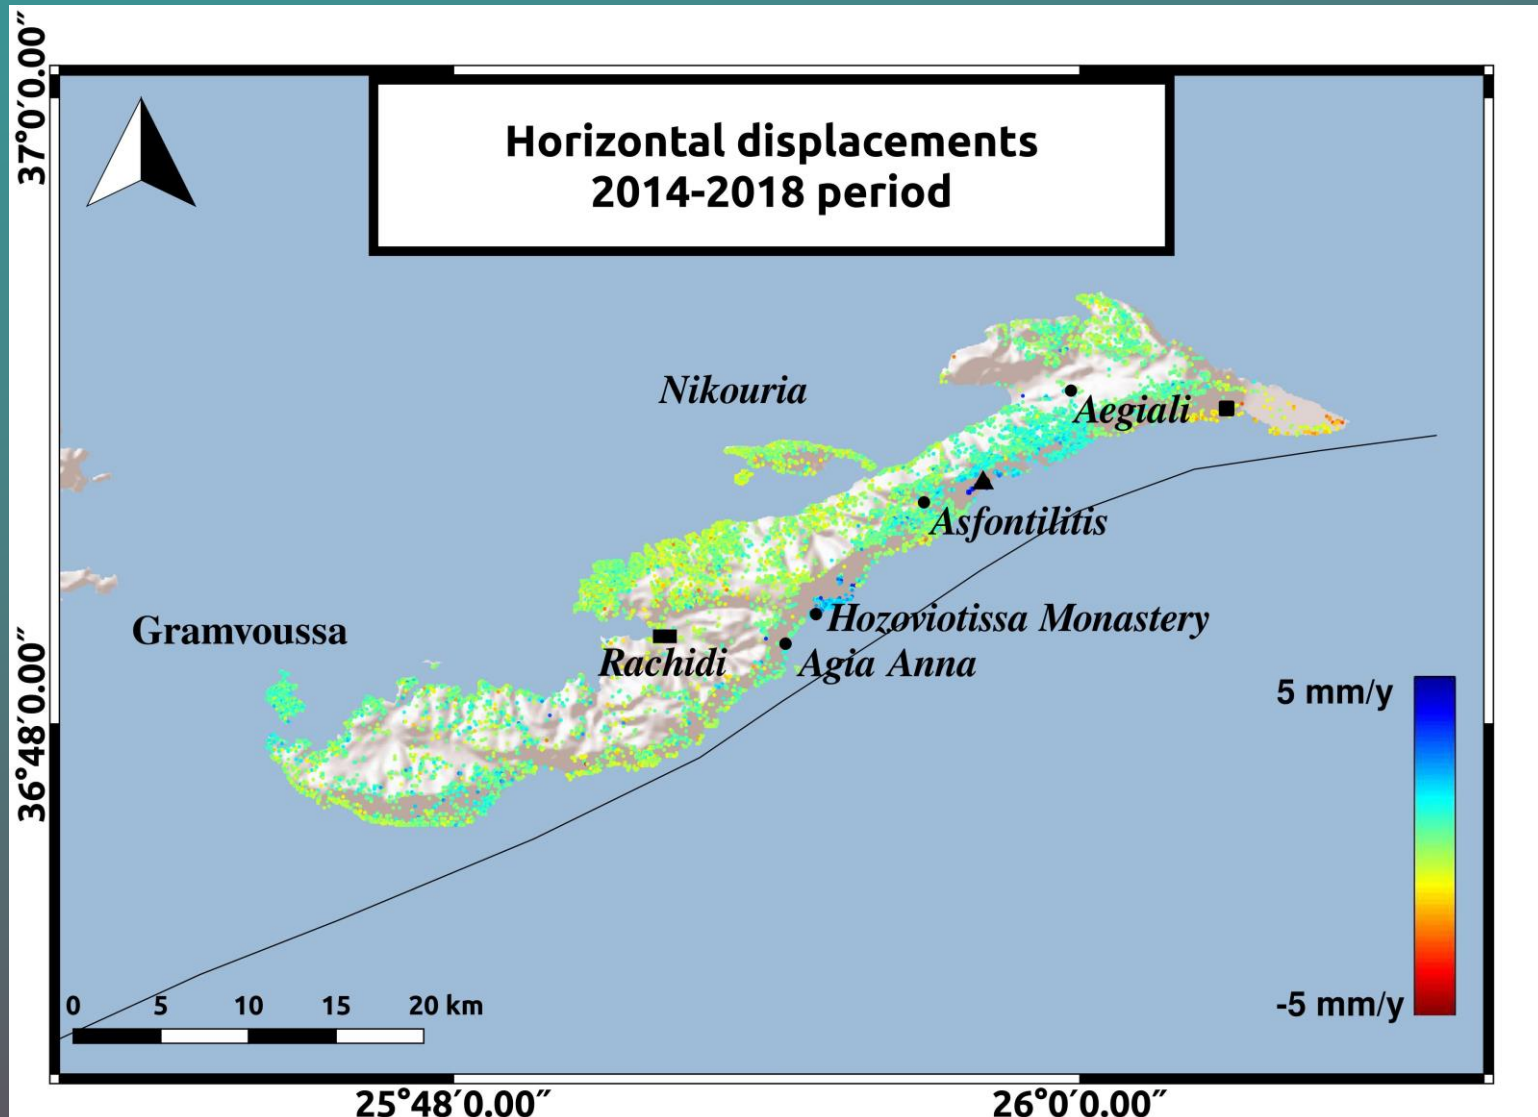 37°0′0.00″
Horizontal displacements
2014-2018 period
Nikouria
Aegiali
Asfontilitis
Gramvoussa
Hozoviotissa Monastery
Rachidi
Agia Anna
36°48′0.00″
5 mm/y
-5 mm/y
0 5 10 15 20 km
25°48′0.00″
26°0′0.00″